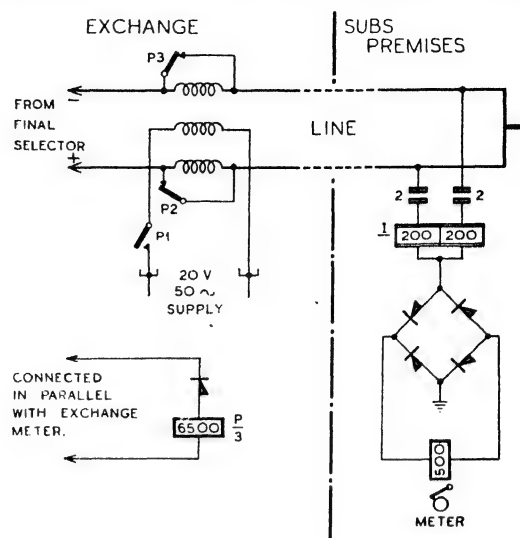 EXCHANGE
SUBS
PREMISES
P3
FROM
FINAL
SELECTOR
−
+
LINE
P2
P1
2
2
I
200 200
20 V
50 ~
SUPPLY
CONNECTED
IN PARALLEL
WITH EXCHANGE
METER.
6500
P
3
500
METER